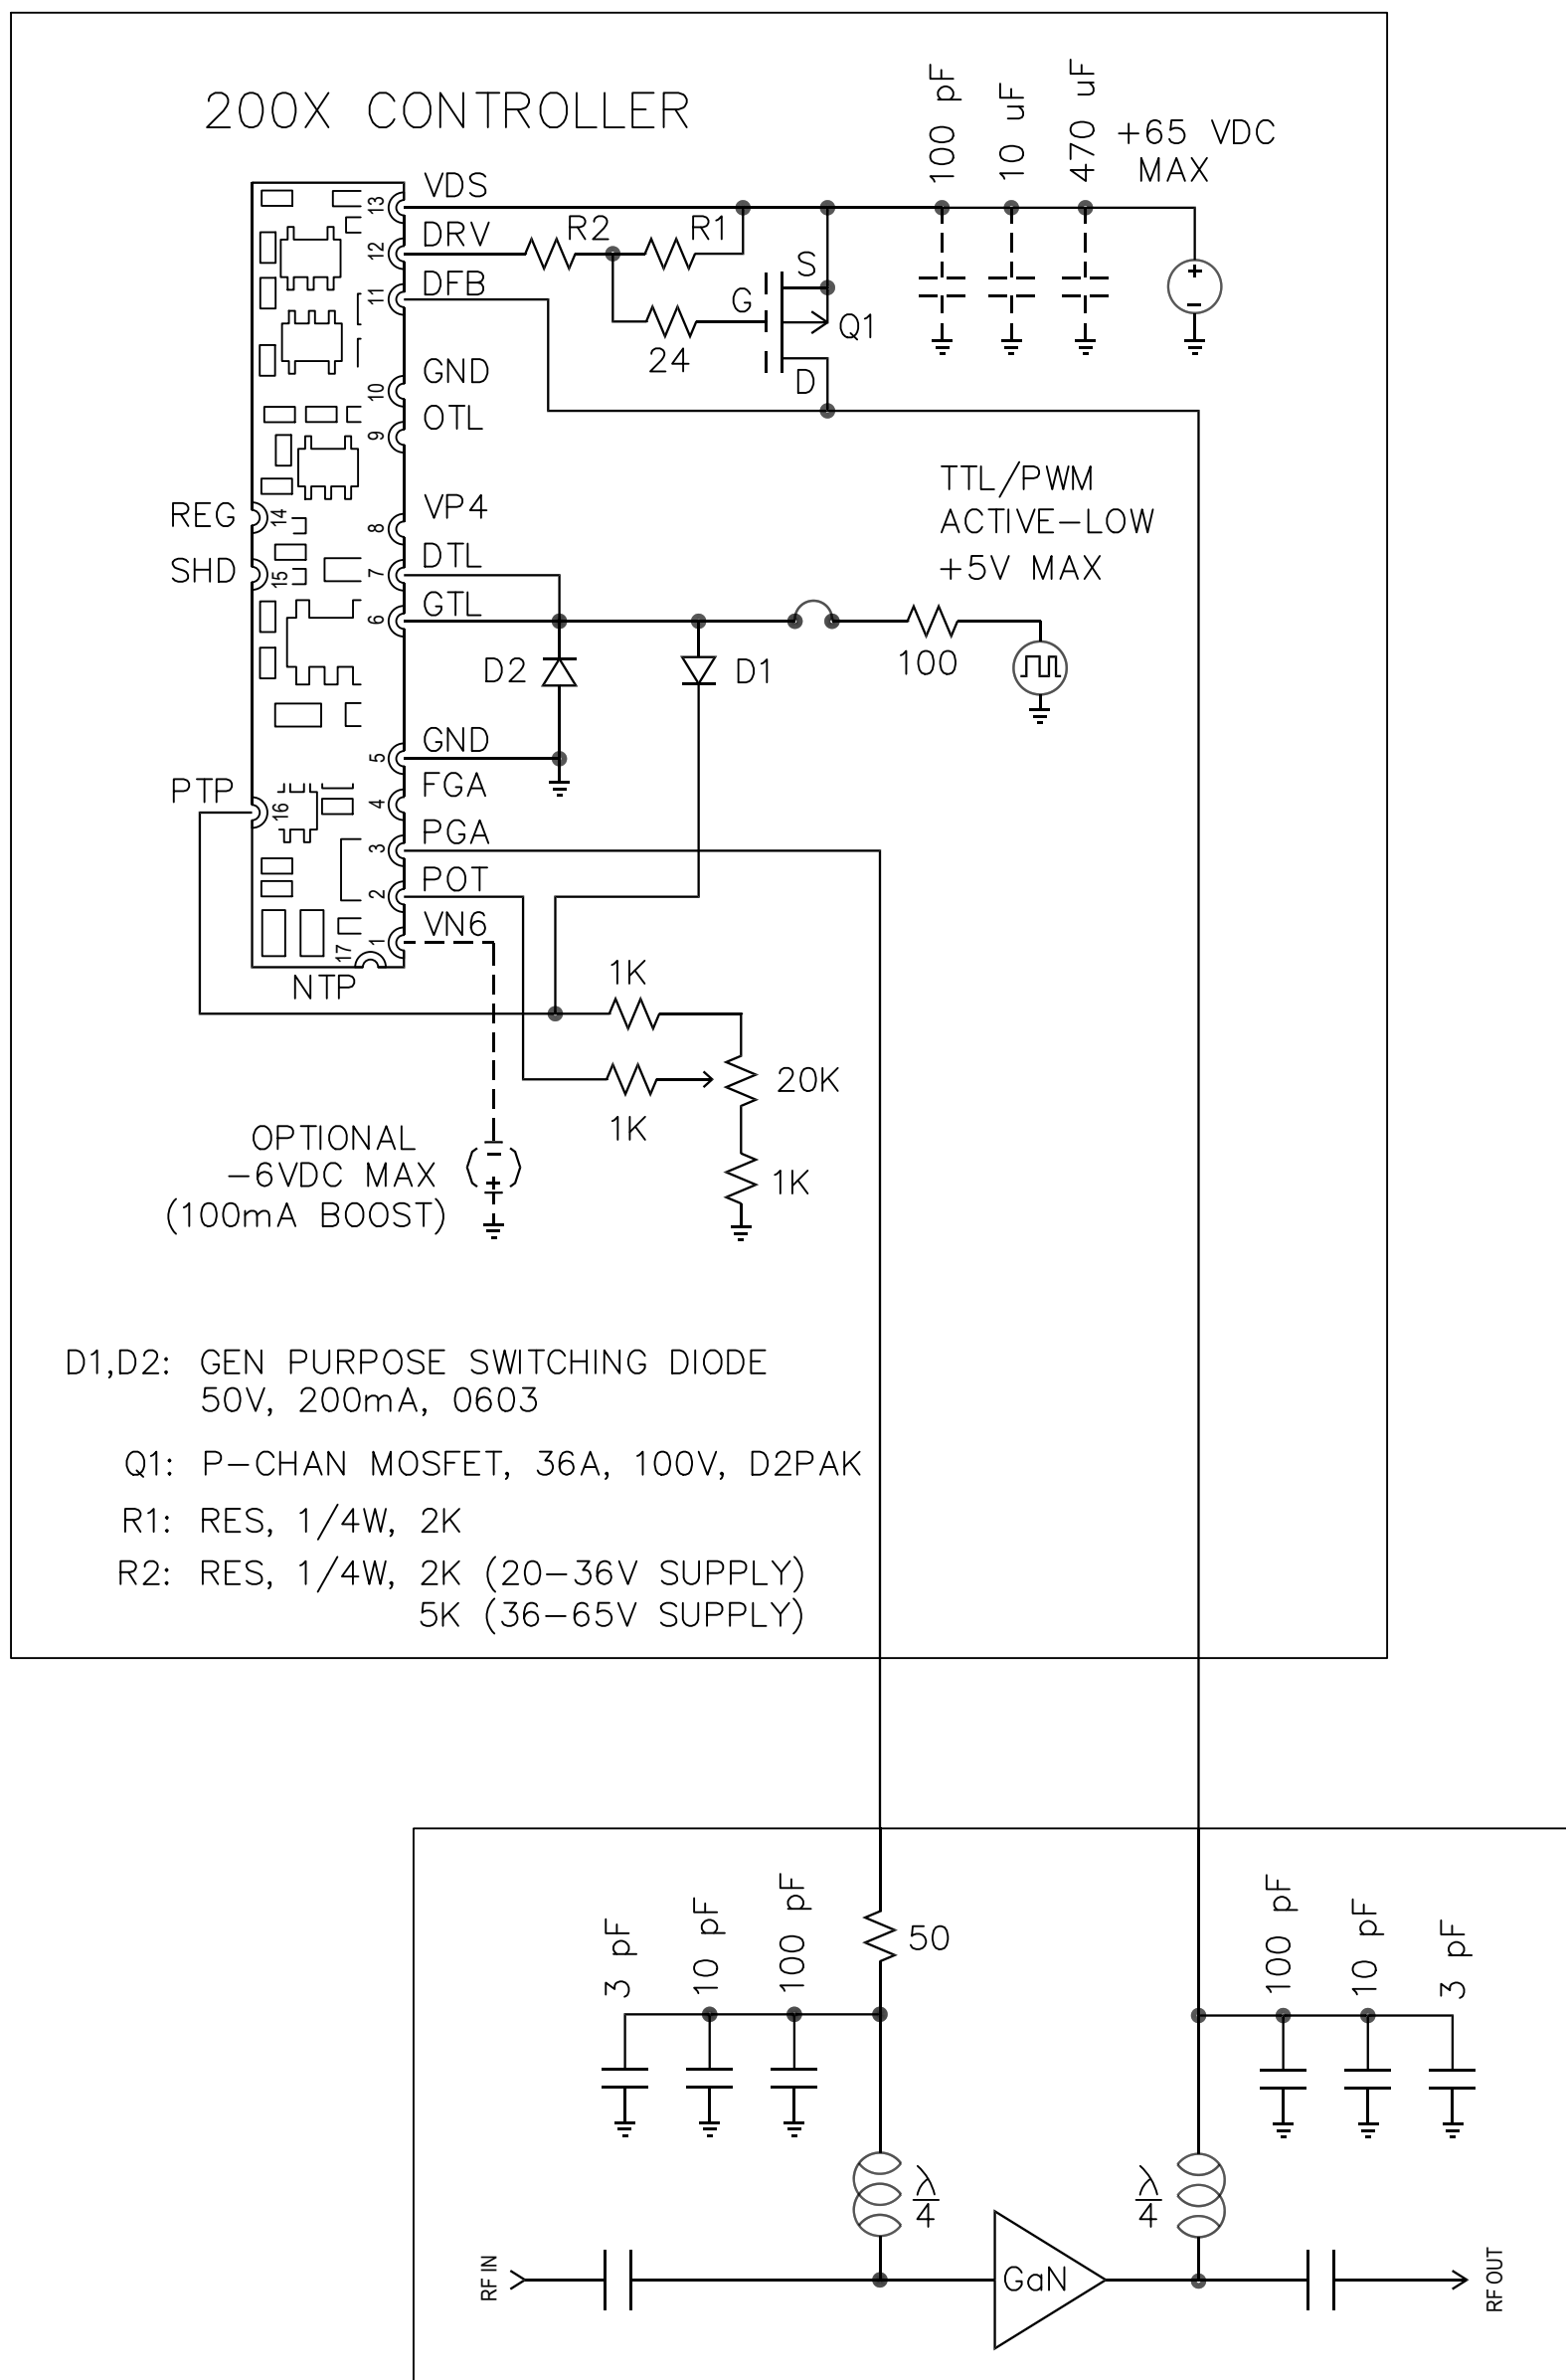 200X CONTROLLER
100 pF
10 uF
470 uF
+65 VDC
MAX
13
VDS
12
DRV
R2
R1
11
DFB
S
G
Q1
24
D
10
GND
9
OTL
TTL/PWM
ACTIVE-LOW
+5V MAX
REG
14
8
VP4
SHD
15
7
DTL
6
GTL
D2
D1
100
5
GND
PTP
16
4
FGA
3
PGA
2
POT
17
1
VN6
NTP
1K
20K
1K
1K
OPTIONAL
-6VDC MAX
(100mA BOOST)
-
+
+
-
D1,D2: GEN PURPOSE SWITCHING DIODE
50V, 200mA, 0603
Q1: P-CHAN MOSFET, 36A, 100V, D2PAK
R1: RES, 1/4W, 2K
R2: RES, 1/4W, 2K (20-36V SUPPLY)
5K (36-65V SUPPLY)
3 pF
10 pF
100 pF
50
100 pF
10 pF
3 pF
λ
4
λ
4
RF IN
GaN
RF OUT